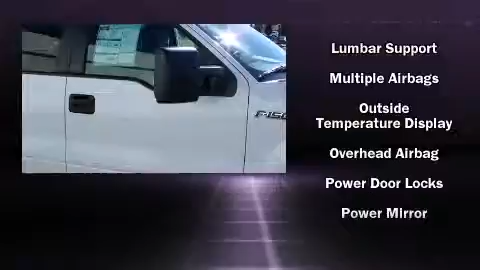 Lumbar Support
Multiple Airbags
Outside
Temperature Display
Overhead Airbag
Power Door Locks
Power Mirror